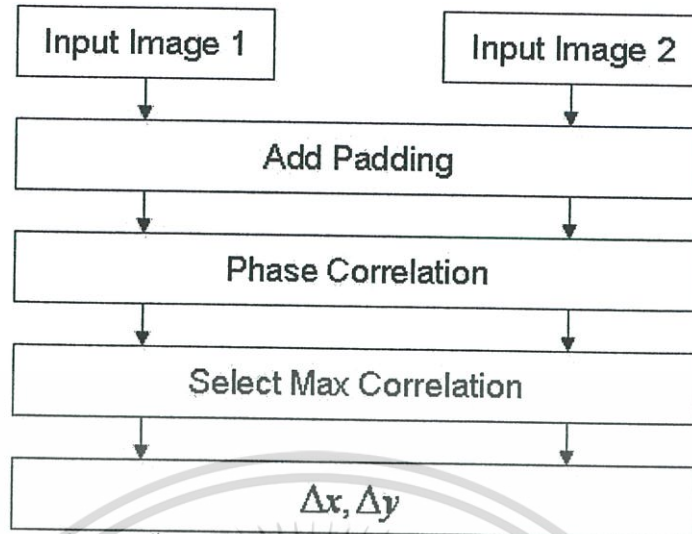 Input Image 1
Input Image 2
Add Padding
Phase Correlation
Select Max Correlation
Δx, Δy